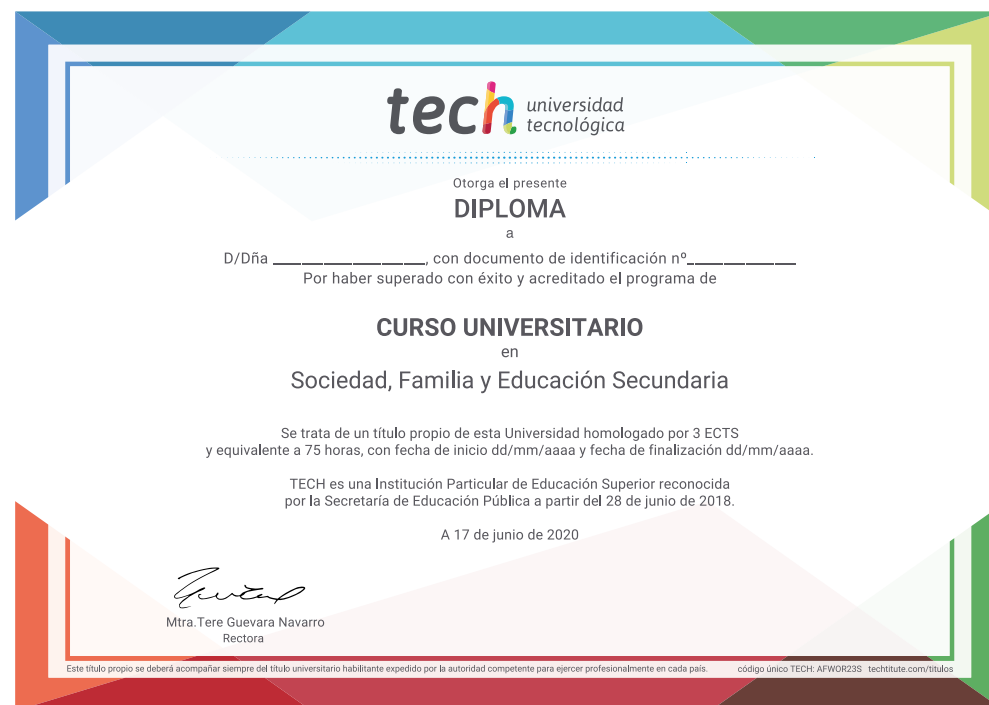 tech universidad
tecnológica
Otorga el presente
DIPLOMA
a
D/Dña __________________, con documento de identificación nº____________
Por haber superado con éxito y acreditado el programa de
CURSO UNIVERSITARIO
en
Sociedad, Familia y Educación Secundaria
Se trata de un título propio de esta Universidad homologado por 3 ECTS
y equivalente a 75 horas, con fecha de inicio dd/mm/aaaa y fecha de finalización dd/mm/aaaa.
TECH es una Institución Particular de Educación Superior reconocida
por la Secretaría de Educación Pública a partir del 28 de junio de 2018.
A 17 de junio de 2020
Mtra.Tere Guevara Navarro
Rectora
Este título propio se deberá acompañar siempre del título universitario habilitante expedido por la autoridad competente para ejercer profesionalmente en cada país. código único TECH: AFWOR23S techtitute.com/titulos